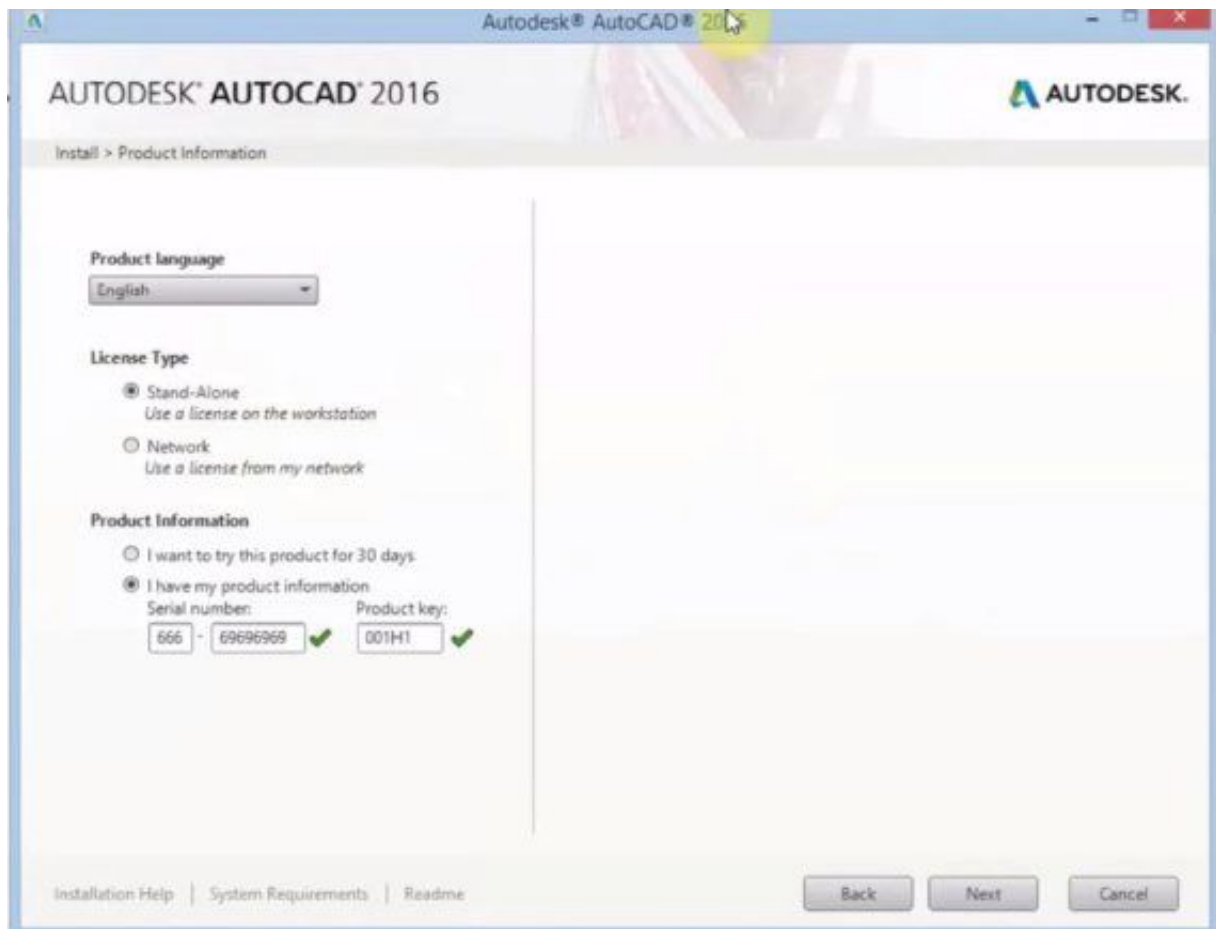 Autodesk® AutoCAD® 2016
AUTODESK® AUTOCAD® 2016
AUTODESK.
Install > Product Information
Product language
English
License Type
Stand-Alone
Use a license on the workstation
Network
Use a license from my network
Product Information
I want to try this product for 30 days
I have my product information
Serial number: Product key:
666 - 69696969 001H1
Installation Help | System Requirements | Readme
Back Next Cancel